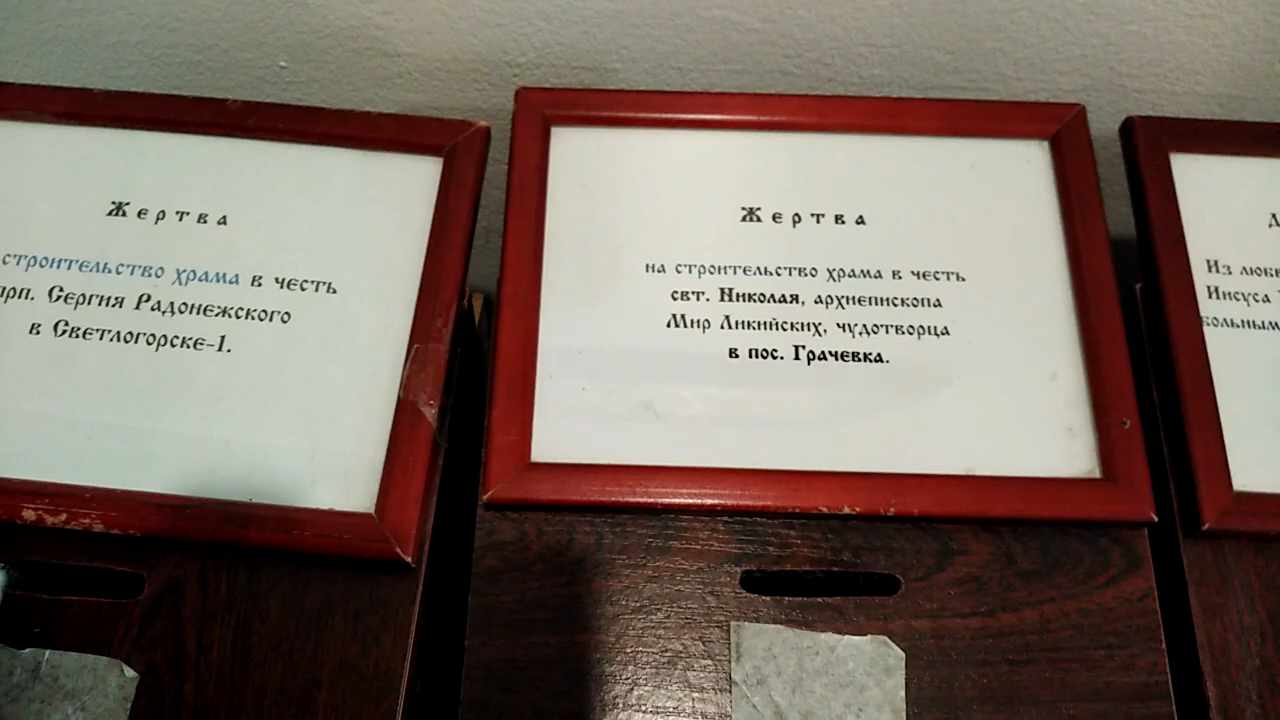 Жертва
строительство храма в честь
прп. Сергия Радонежского
в Светлогорске-1.
Жертва
на строительство храма в честь
свт. Николая, архиепископа
Мир Ликийских, чудотворца
в пос. Грачевка.
Из
Иисуса
больным